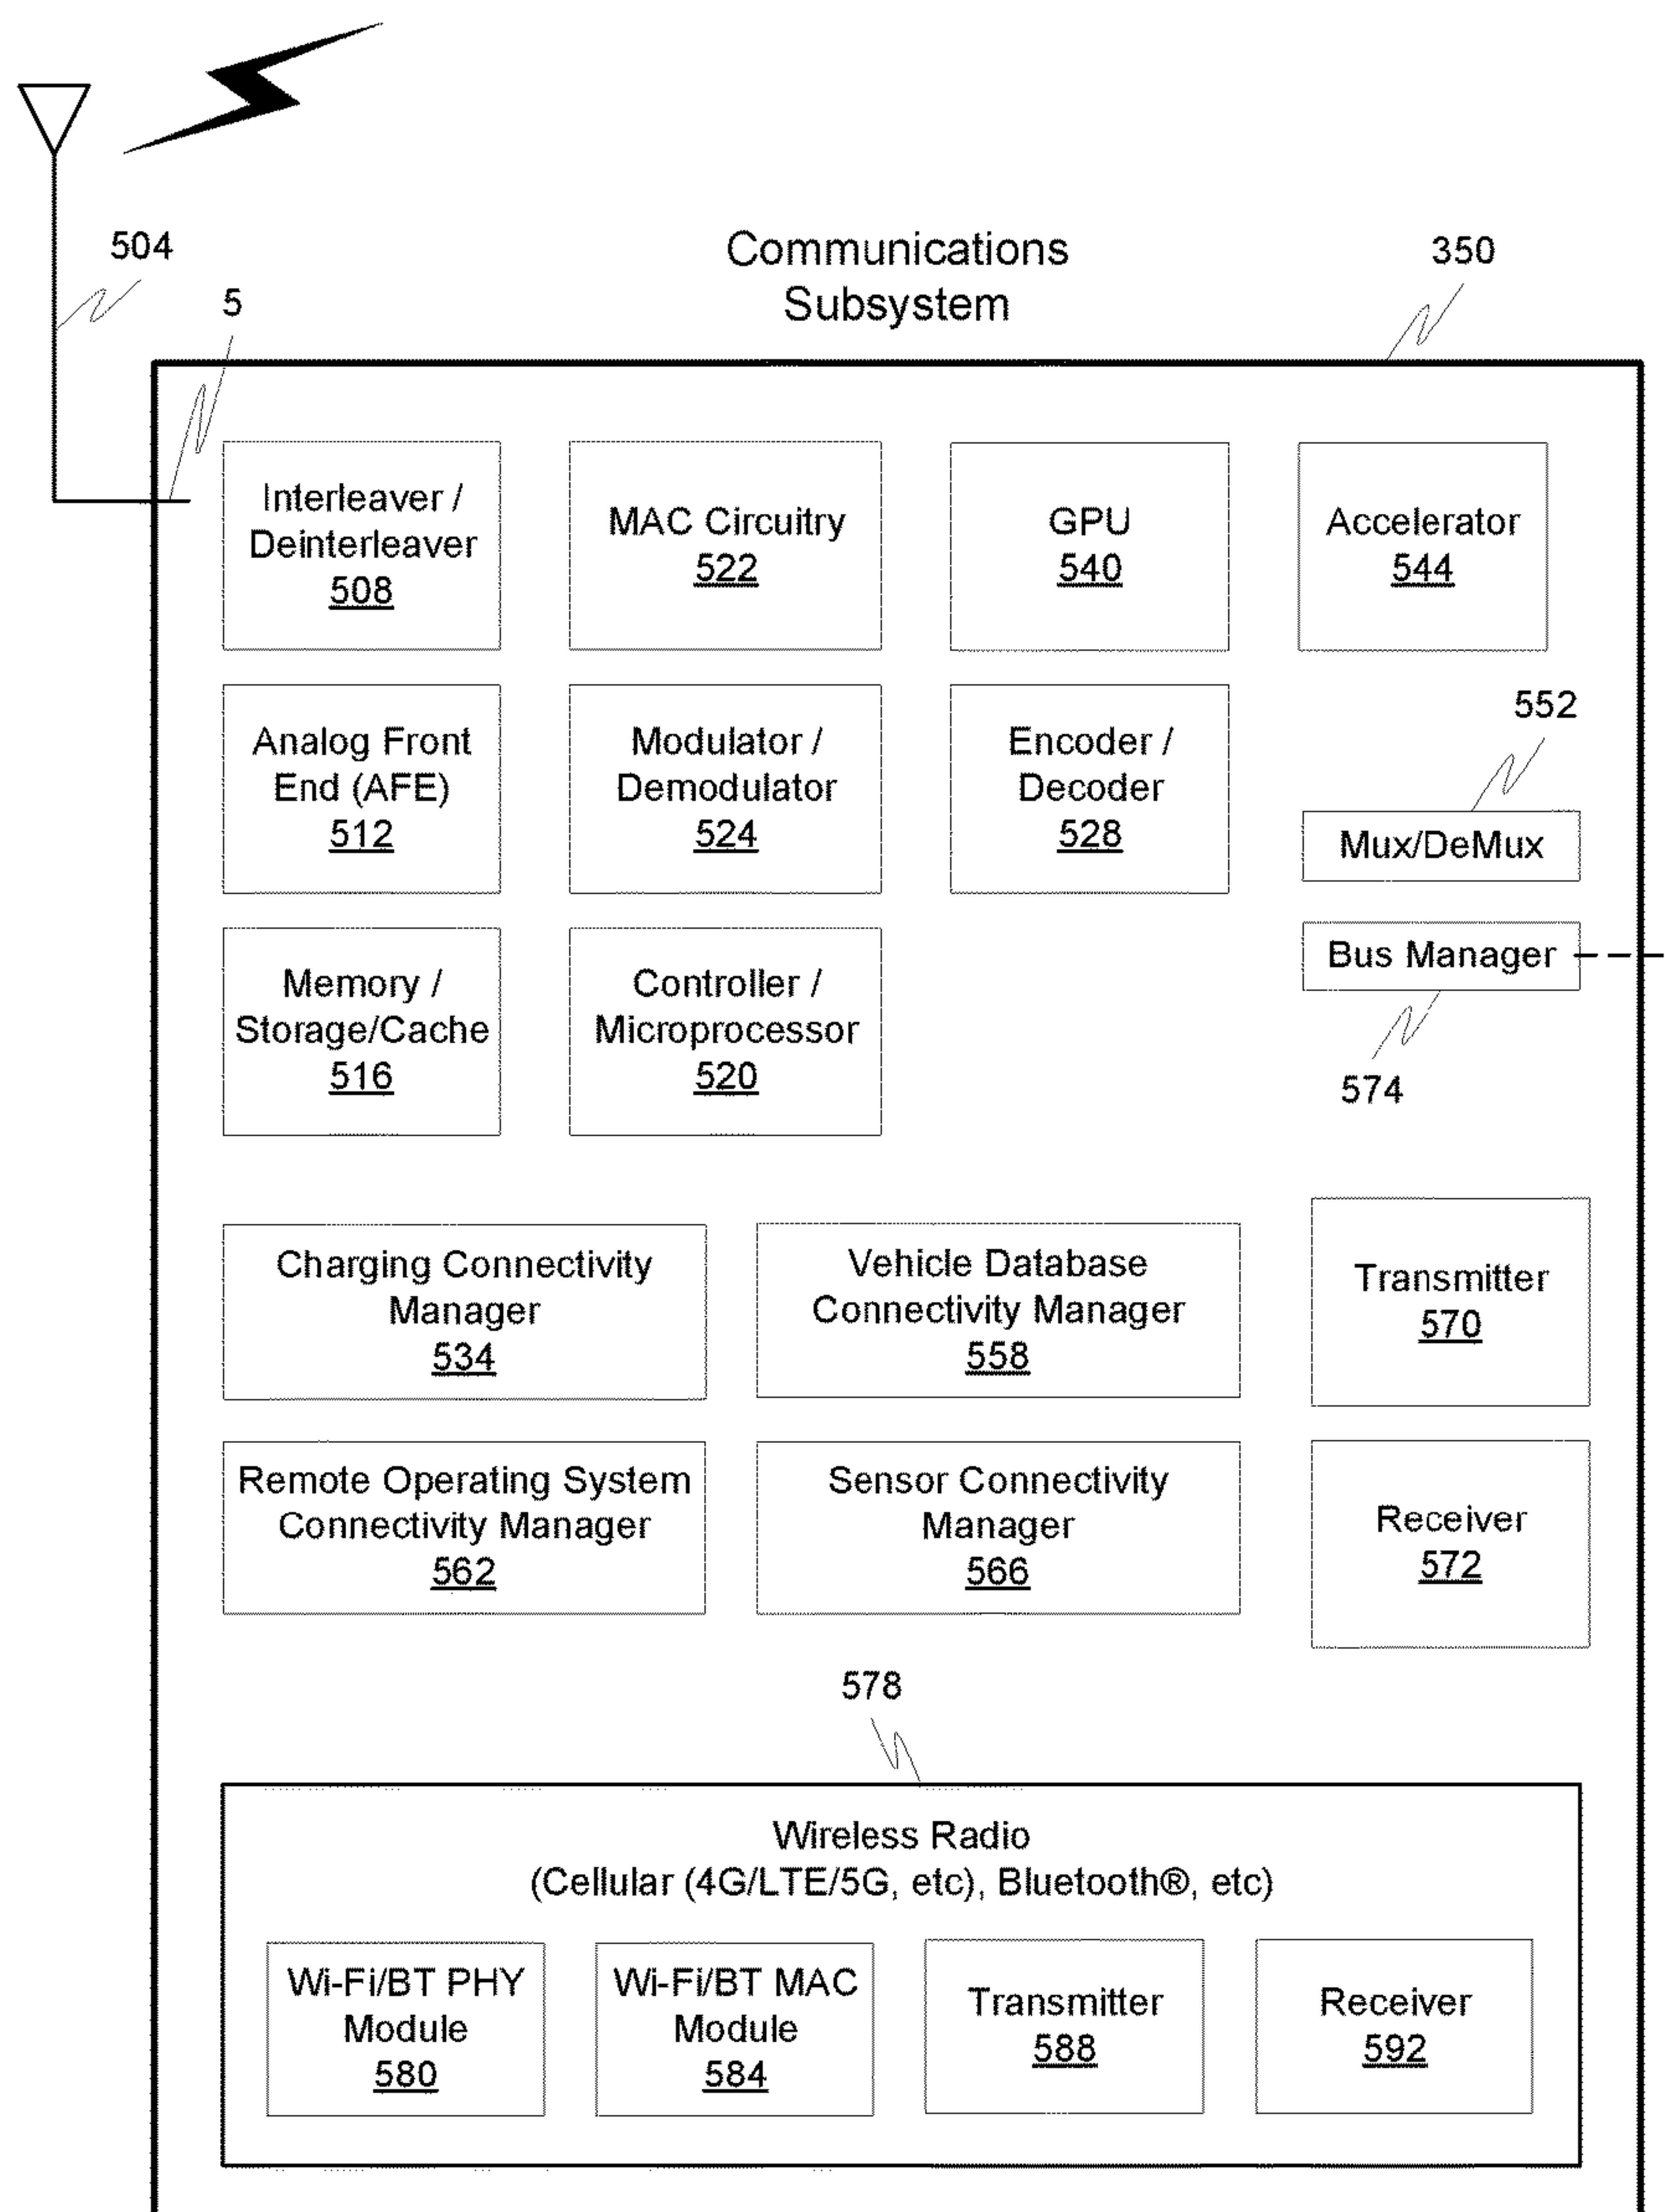 504
5
Communications
Subsystem
350
Interleaver /
Deinterleaver
508
MAC Circuitry
522
GPU
540
Accelerator
544
Analog Front
End (AFE)
512
Modulator /
Demodulator
524
Encoder /
Decoder
528
552
Mux/DeMux
Bus Manager
574
Memory /
Storage/Cache
516
Controller /
Microprocessor
520
Charging Connectivity
Manager
534
Vehicle Database
Connectivity Manager
558
Transmitter
570
Remote Operating System
Connectivity Manager
562
Sensor Connectivity
Manager
566
Receiver
572
578
Wireless Radio
(Cellular (4G/LTE/5G, etc), Bluetooth®, etc)
Wi-Fi/BT PHY
Module
580
Wi-Fi/BT MAC
Module
584
Transmitter
588
Receiver
592